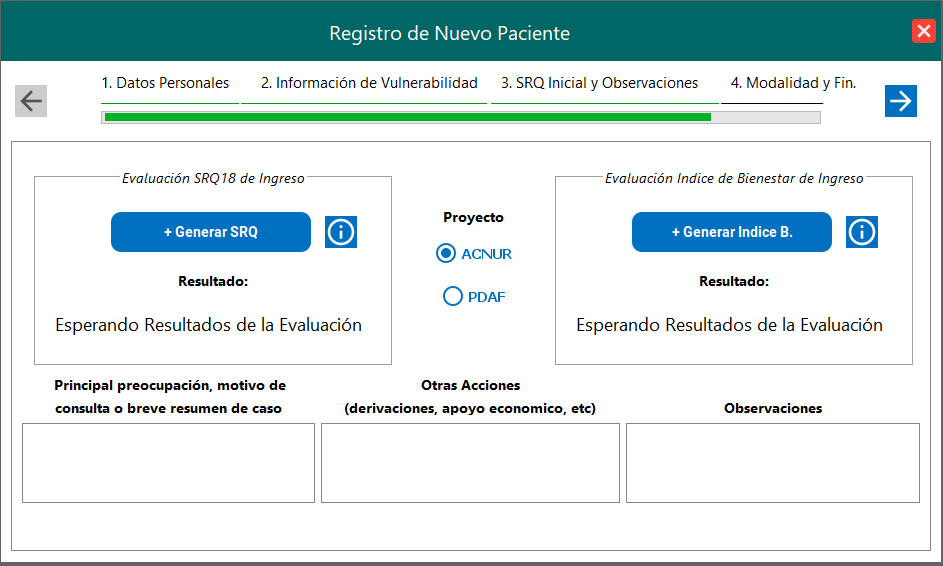 Registro de Nuevo Paciente
1. Datos Personales
2. Información de Vulnerabilidad
3. SRQ Inicial y Observaciones
4. Modalidad y Fin.
Evaluación SRQ18 de Ingreso
+ Generar SRQ
Resultado:
Esperando Resultados de la Evaluación
Proyecto
ACNUR
PDAF
Evaluación Indice de Bienestar de Ingreso
+ Generar Indice B.
Resultado:
Esperando Resultados de la Evaluación
Principal preocupación, motivo de
consulta o breve resumen de caso
Otras Acciones
(derivaciones, apoyo economico, etc)
Observaciones